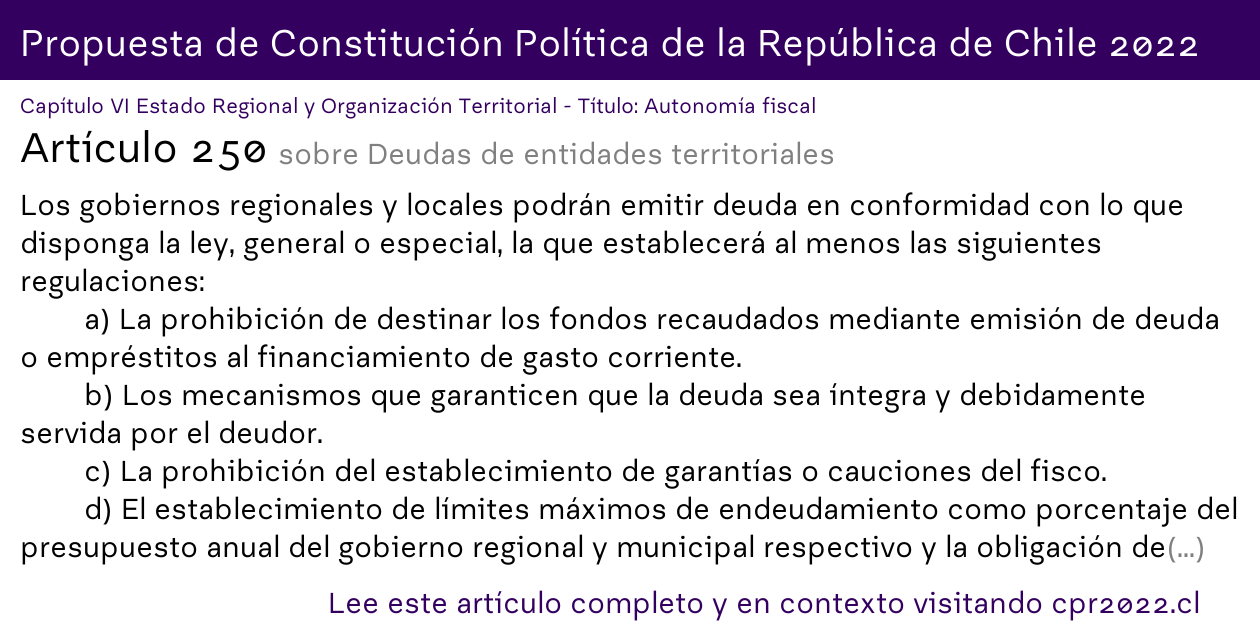 Propuesta de Constitución Política de la República de Chile 2022
Capítulo VI Estado Regional y Organización Territorial - Título: Autonomía fiscal
Artículo 250 sobre Deudas de entidades territoriales
Los gobiernos regionales y locales podrán emitir deuda en conformidad con lo que
disponga la ley, general o especial, la que establecerá al menos las siguientes
regulaciones:
a) La prohibición de destinar los fondos recaudados mediante emisión de deuda
o empréstitos al financiamiento de gasto corriente.
b) Los mecanismos que garanticen que la deuda sea íntegra y debidamente
servida por el deudor.
c) La prohibición del establecimiento de garantías o cauciones del fisco.
d) El establecimiento de límites máximos de endeudamiento como porcentaje del
presupuesto anual del gobierno regional y municipal respectivo y la obligación de(...)
Lee este artículo completo y en contexto visitando cpr2022.cl